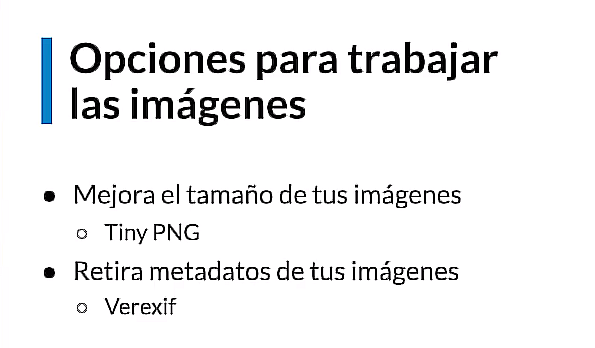 Opciones para trabajar
las imágenes
● Mejora el tamaño de tus imágenes
○ Tiny PNG
● Retira metadatos de tus imágenes
○ Verexif